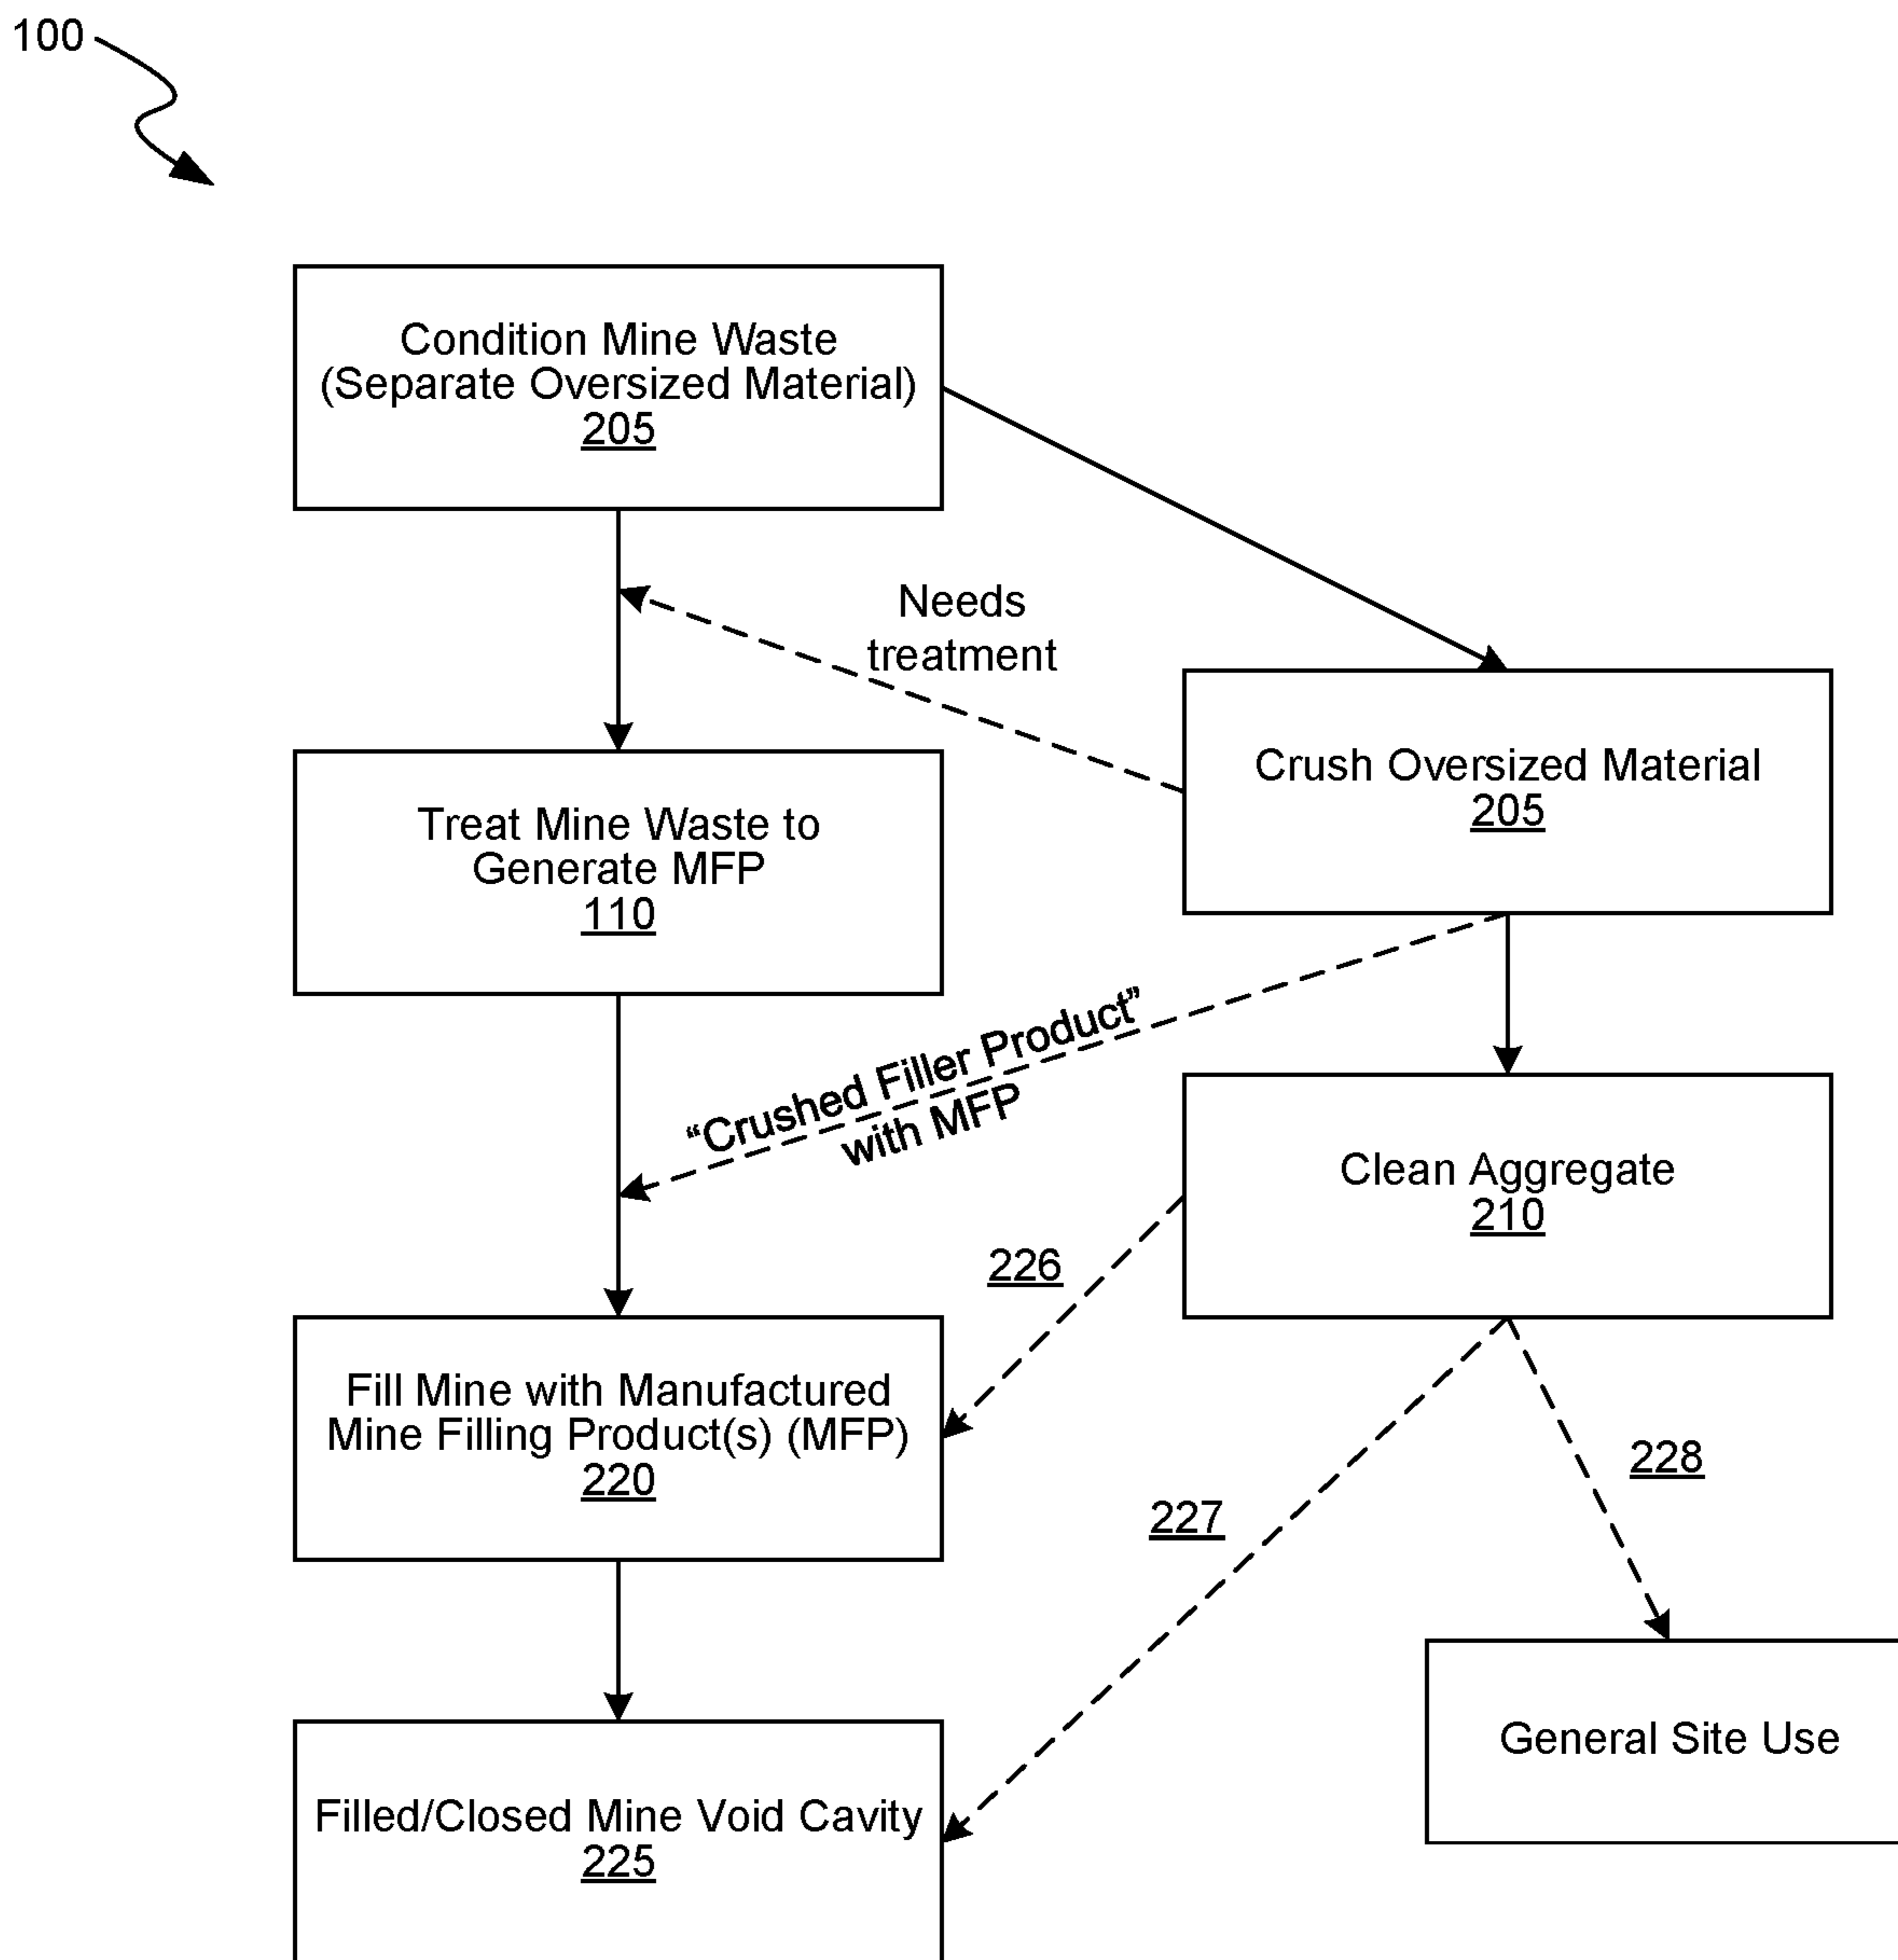 100
Condition Mine Waste
(Separate Oversized Material)
205
Needs
treatment
Crush Oversized Material
205
Treat Mine Waste to
Generate MFP
110
“Crushed Filler Product”
with MFP
Clean Aggregate
210
226
Fill Mine with Manufactured
Mine Filling Product(s) (MFP)
220
228
227
General Site Use
Filled/Closed Mine Void Cavity
225